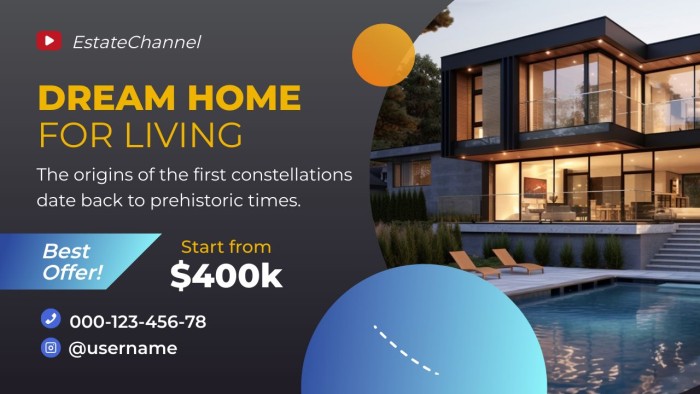 EstateChannel
DREAM HOME
FOR LIVING
The origins of the first constellations
date back to prehistoric times.
Best
Offer!
Start from
$400k
000-123-456-78
@username